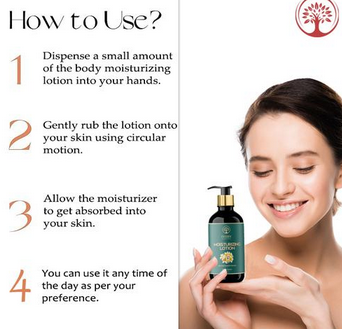 How to Use?
1
Dispense a small amount
of the body moisturizing
lotion into your hands.
2
Gently rub the lotion onto
your skin using circular
motion.
3
Allow the moisturizer
to get absorbed into
your skin.
4
You can use it any time of
the day as per your
preference.
MOISTURIZING
LOTION